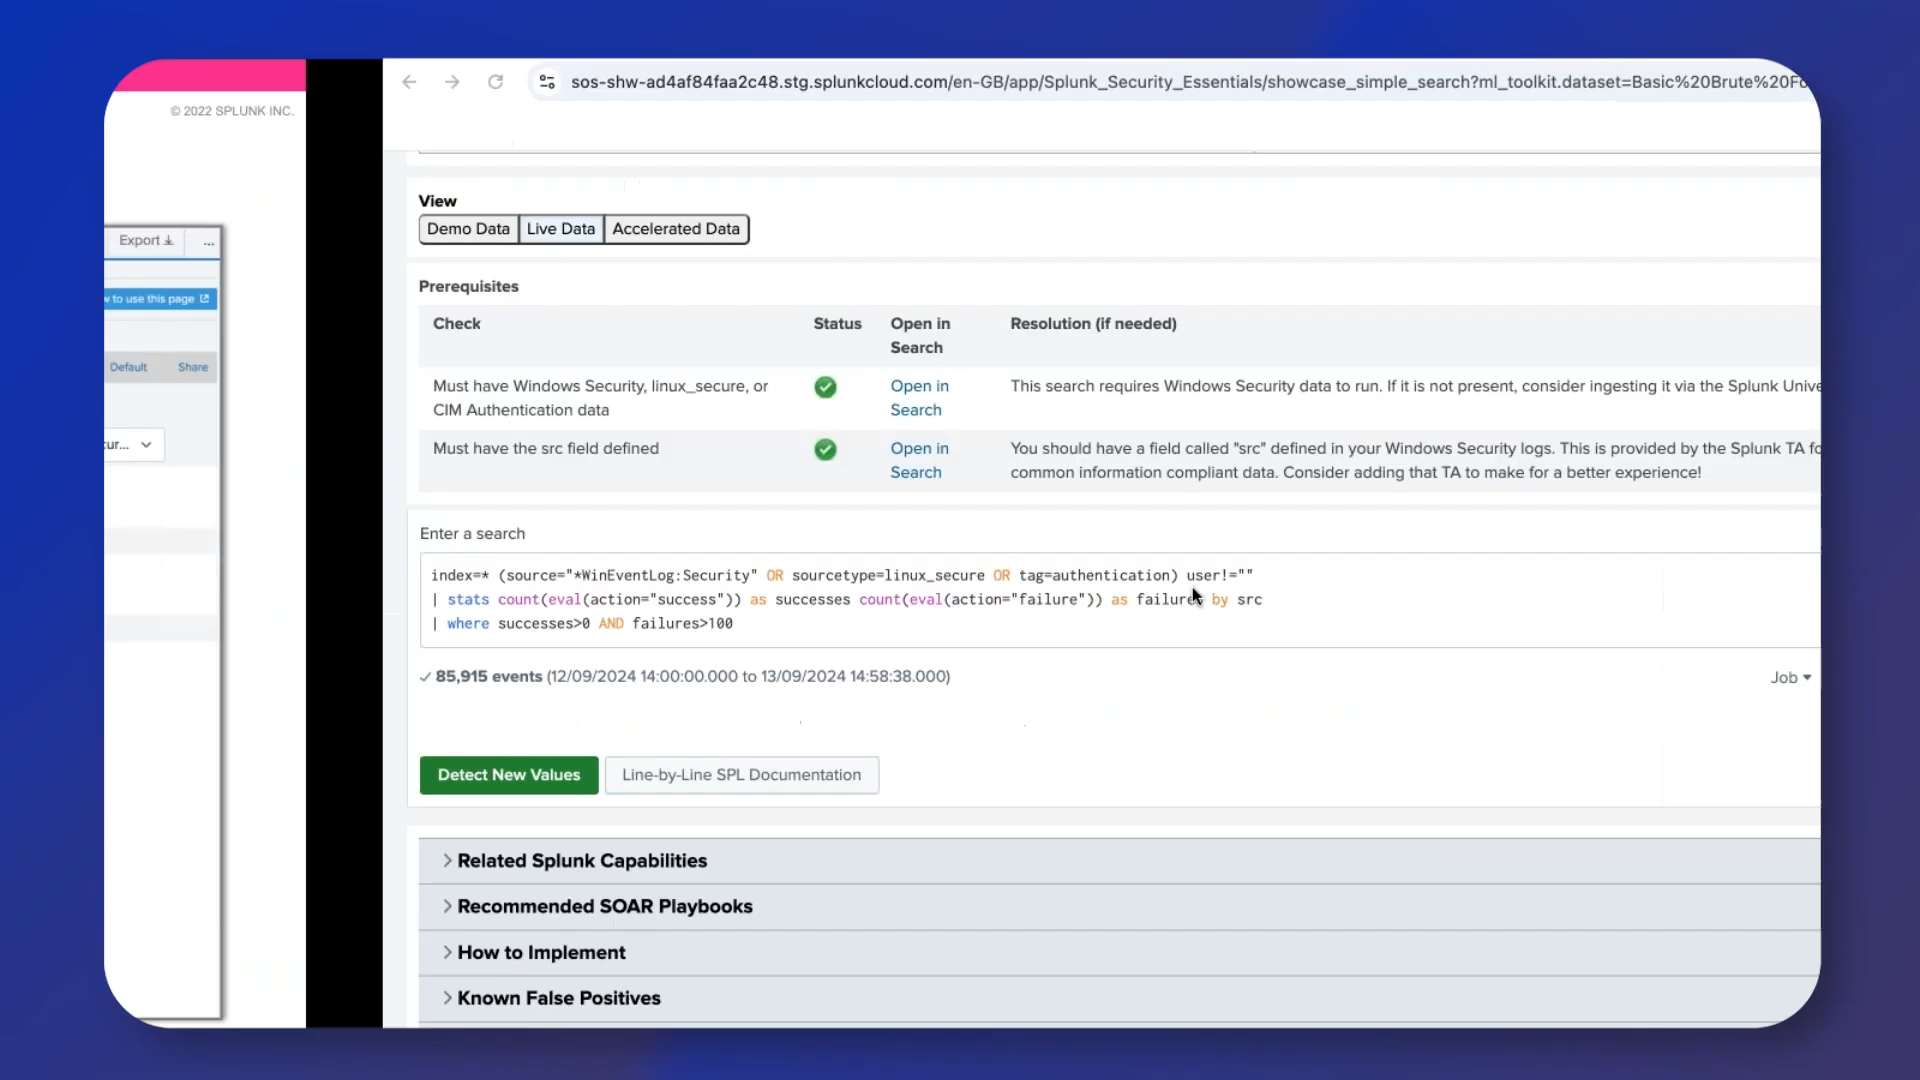 © 2022 SPLUNK INC.
Export
...
to use this page
Default
Share
sos-shw-ad4af84faa2c48.stg.splunkcloud.com/en-GB/app/Splunk_Security_Essentials/showcase_simple_search?ml_toolkit.dataset=Basic%20Brute%20Fo
View
Demo Data
Live Data
Accelerated Data
Prerequisites
Check
Status
Open in
Search
Resolution (if needed)
Must have Windows Security, linux_secure, or
CIM Authentication data
Open in
Search
This search requires Windows Security data to run. If it is not present, consider ingesting it via the Splunk Unive
Must have the src field defined
Open in
Search
You should have a field called "src" defined in your Windows Security logs. This is provided by the Splunk TA fo
common information compliant data. Consider adding that TA to make for a better experience!
Enter a search
index=* (source="*WinEventLog:Security" OR sourcetype=linux_secure OR tag=authentication) user!=""
| stats count(eval(action="success")) as successes count(eval(action="failure")) as failures by src
| where successes>0 AND failures>100
85,915 events (12/09/2024 14:00:00.000 to 13/09/2024 14:58:38.000)
Job
Detect New Values
Line-by-Line SPL Documentation
Related Splunk Capabilities
Recommended SOAR Playbooks
How to Implement
Known False Positives